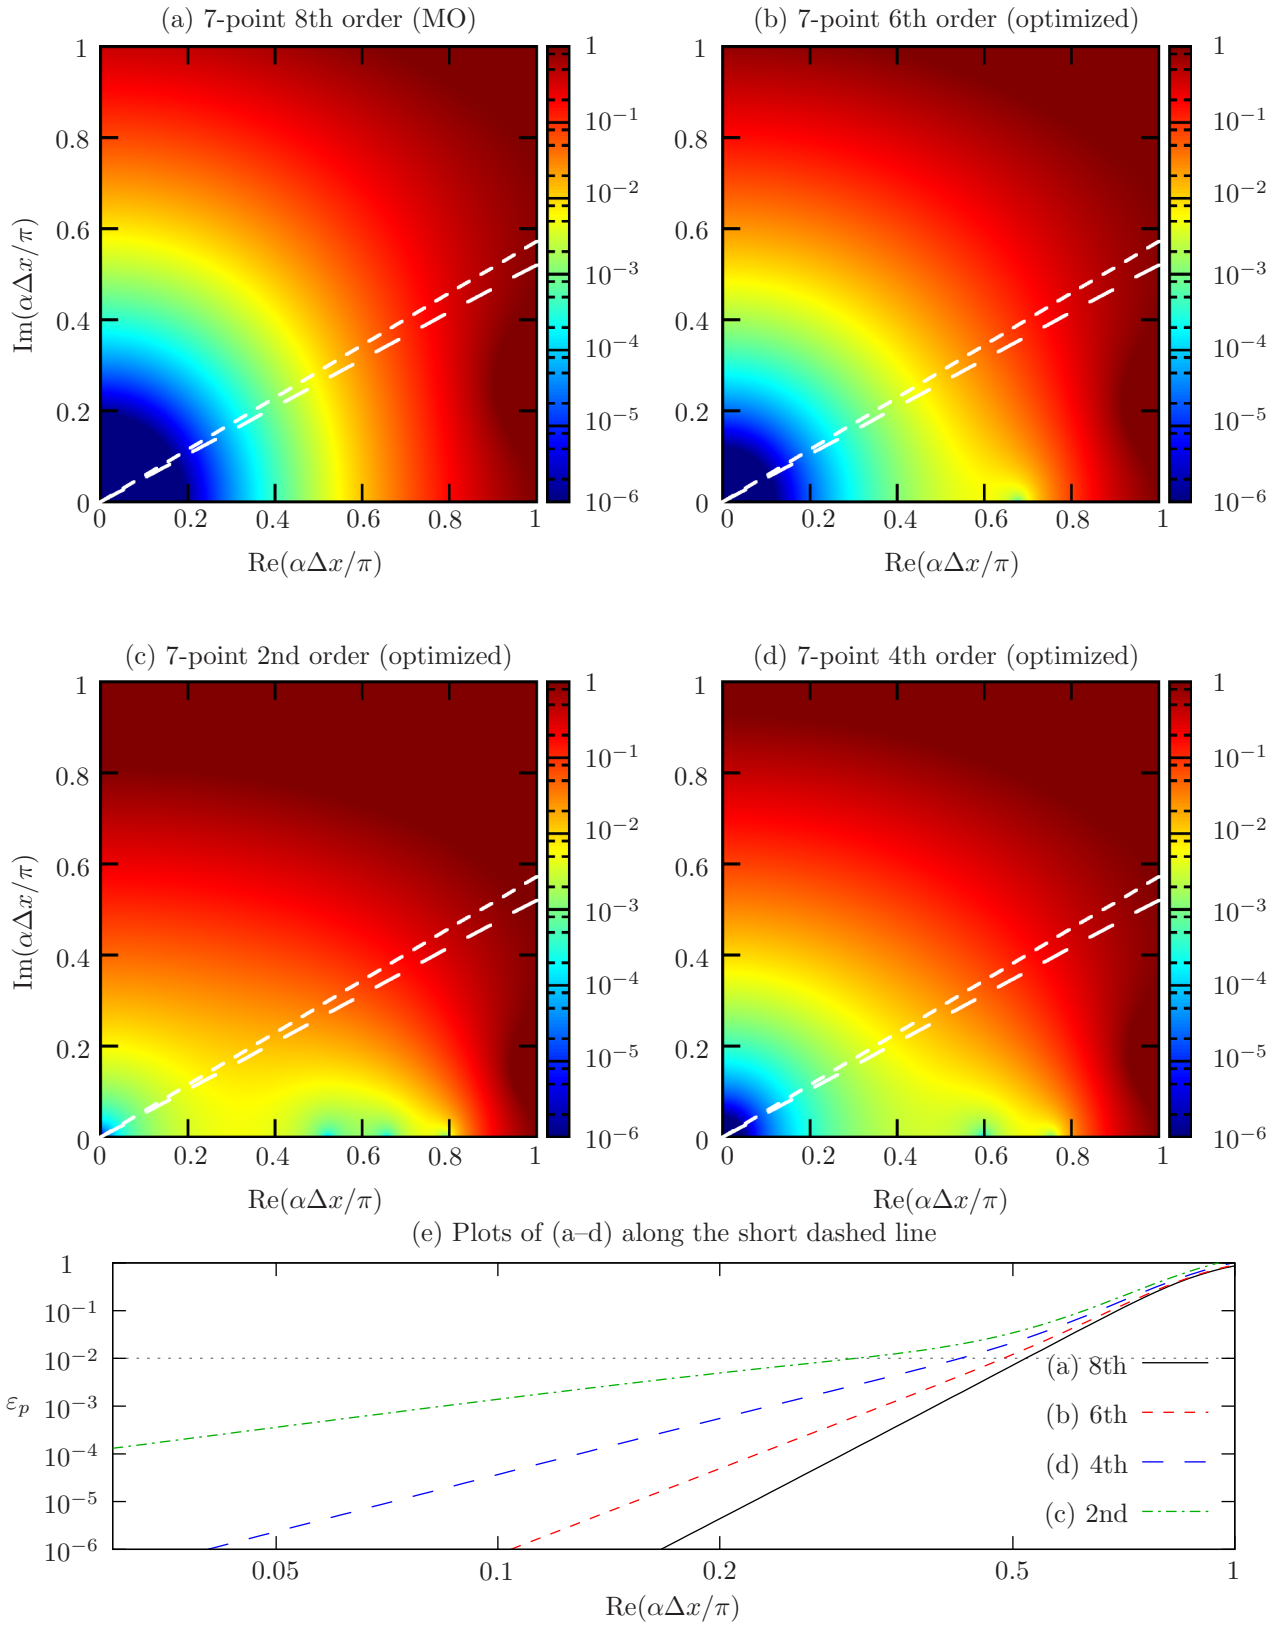 (a) 7-point 8th order (MO)
1
0.8
0.6
0.4
0.2
0
Im(αΔx/π)
0 0.2 0.4 0.6 0.8 1
Re(αΔx/π)
1
10⁻¹
10⁻²
10⁻³
10⁻⁴
10⁻⁵
10⁻⁶
(b) 7-point 6th order (optimized)
1
0.8
0.6
0.4
0.2
0
0 0.2 0.4 0.6 0.8 1
Re(αΔx/π)
1
10⁻¹
10⁻²
10⁻³
10⁻⁴
10⁻⁵
10⁻⁶
(c) 7-point 2nd order (optimized)
1
0.8
0.6
0.4
0.2
0
Im(αΔx/π)
0 0.2 0.4 0.6 0.8 1
Re(αΔx/π)
1
10⁻¹
10⁻²
10⁻³
10⁻⁴
10⁻⁵
10⁻⁶
(d) 7-point 4th order (optimized)
1
0.8
0.6
0.4
0.2
0
0 0.2 0.4 0.6 0.8 1
Re(αΔx/π)
1
10⁻¹
10⁻²
10⁻³
10⁻⁴
10⁻⁵
10⁻⁶
(e) Plots of (a–d) along the short dashed line
1
10⁻¹
10⁻²
10⁻³
10⁻⁴
10⁻⁵
10⁻⁶
εₚ
(a) 8th
(b) 6th
(d) 4th
(c) 2nd
0.05 0.1 0.2 0.5 1
Re(αΔx/π)